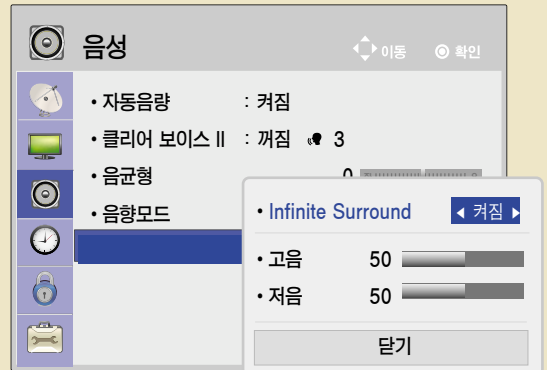 음성 이동 확인
• 자동음량 : 켜짐
• 클리어 보이스 II : 꺼짐 3
• 음균형 0
• 음향모드
• Infinite Surround ◀ 켜짐 ▶
• 고음 50
• 저음 50
닫기